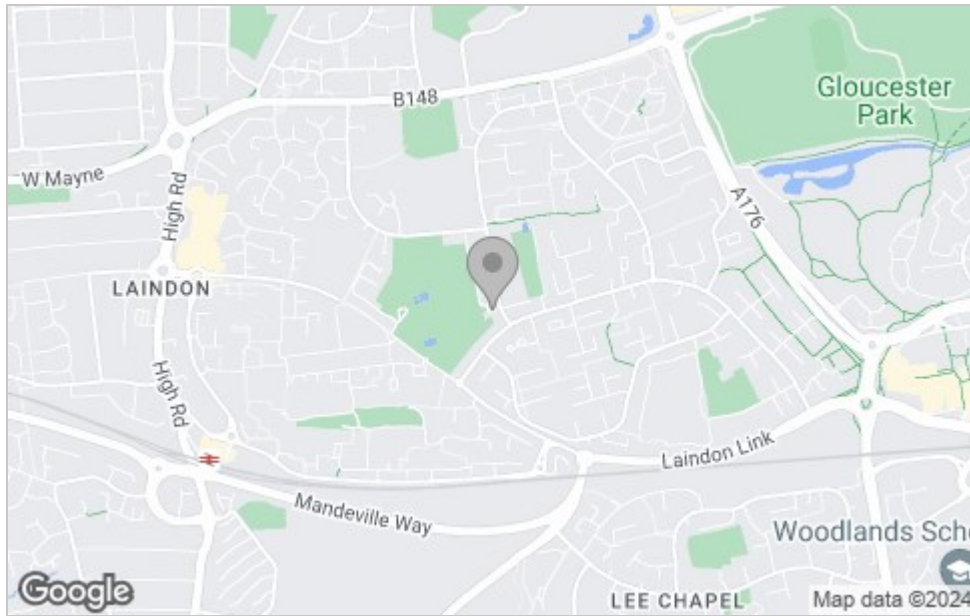 Gloucester
Park
B148
W Mayne
High Rd
A176
LAINDON
High Rd
Laindon Link
Mandeville Way
Woodlands Scho
LEE CHAPEL
Google
Map data ©2024